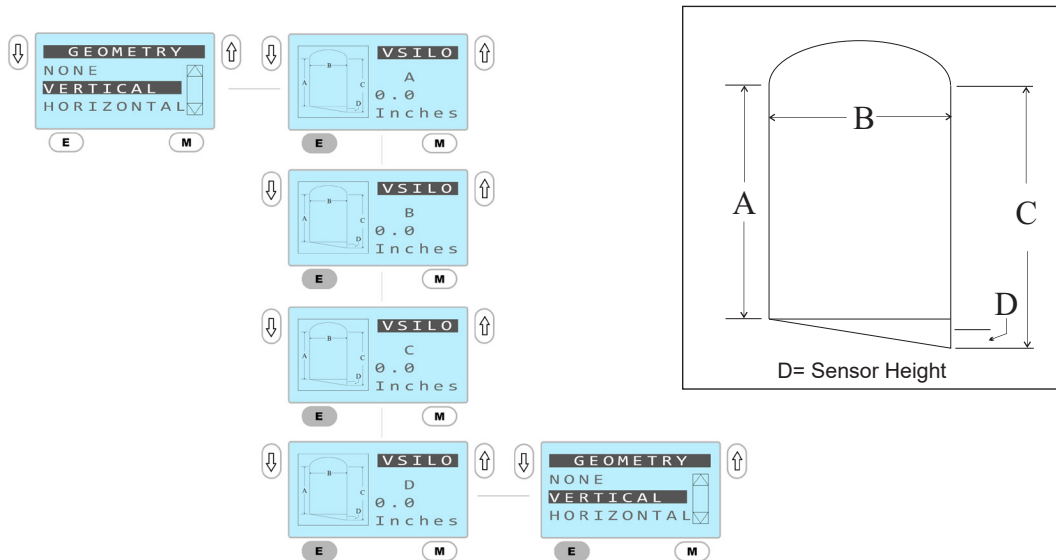 GEOMETRY
NONE
VERTICAL
HORIZONTAL
E M
VSILO
A
0.0
Inches
A B C D
E M
VSILO
B
0.0
Inches
A B C D
E M
VSILO
C
0.0
Inches
A B C D
E M
VSILO
D
0.0
Inches
A B C D
E M
GEOMETRY
NONE
VERTICAL
HORIZONTAL
E M
B
A
C
D
D= Sensor Height